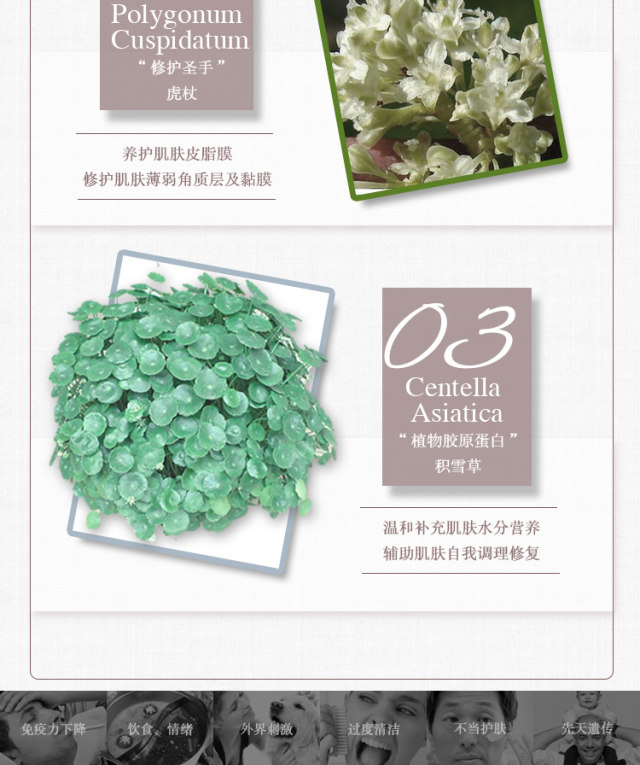 Polygonum
Cuspidatum
“修护圣手”
虎杖
养护肌肤皮脂膜
修护肌肤薄弱角质层及黏膜
03
Centella
Asiatica
“植物胶原蛋白”
积雪草
温和补充肌肤水分营养
辅助肌肤自我调理修复
免疫力下降
饮食、情绪
外界刺激
过度清洁
不当护肤
先天遗传